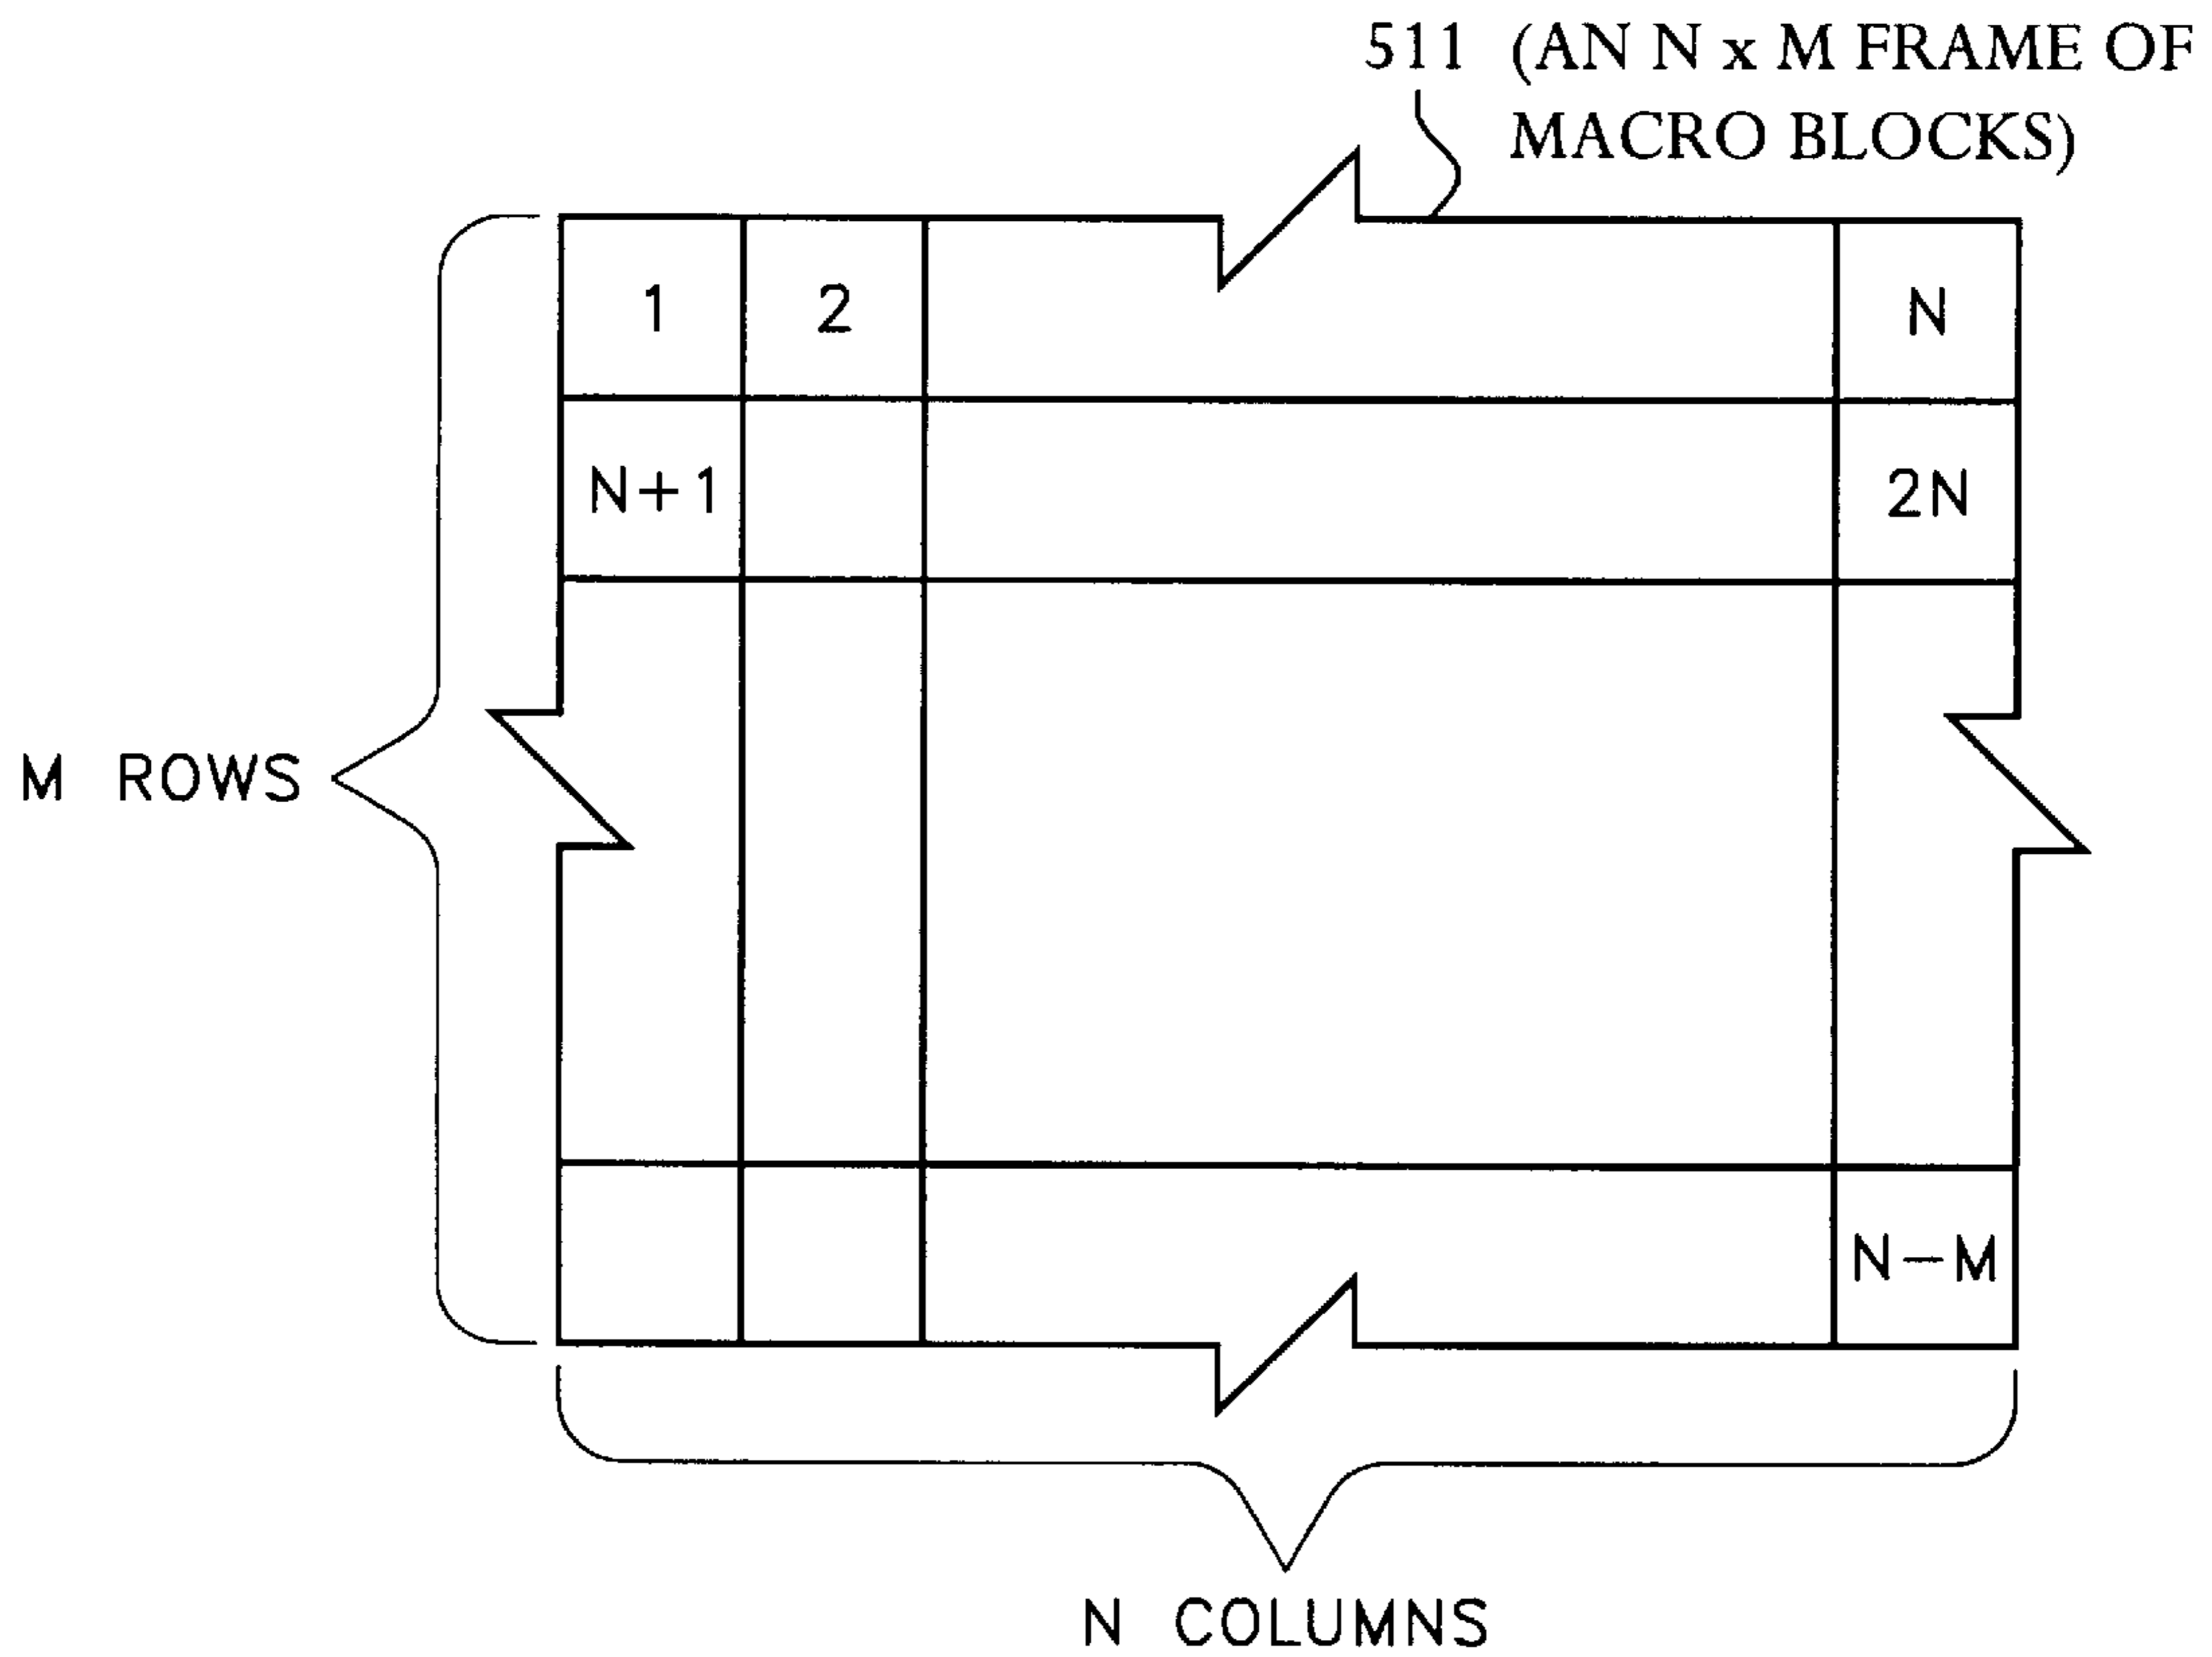 511 (AN N x M FRAME OF
MACRO BLOCKS)
1 2 N
N+1 2N
M ROWS
N-M
N COLUMNS